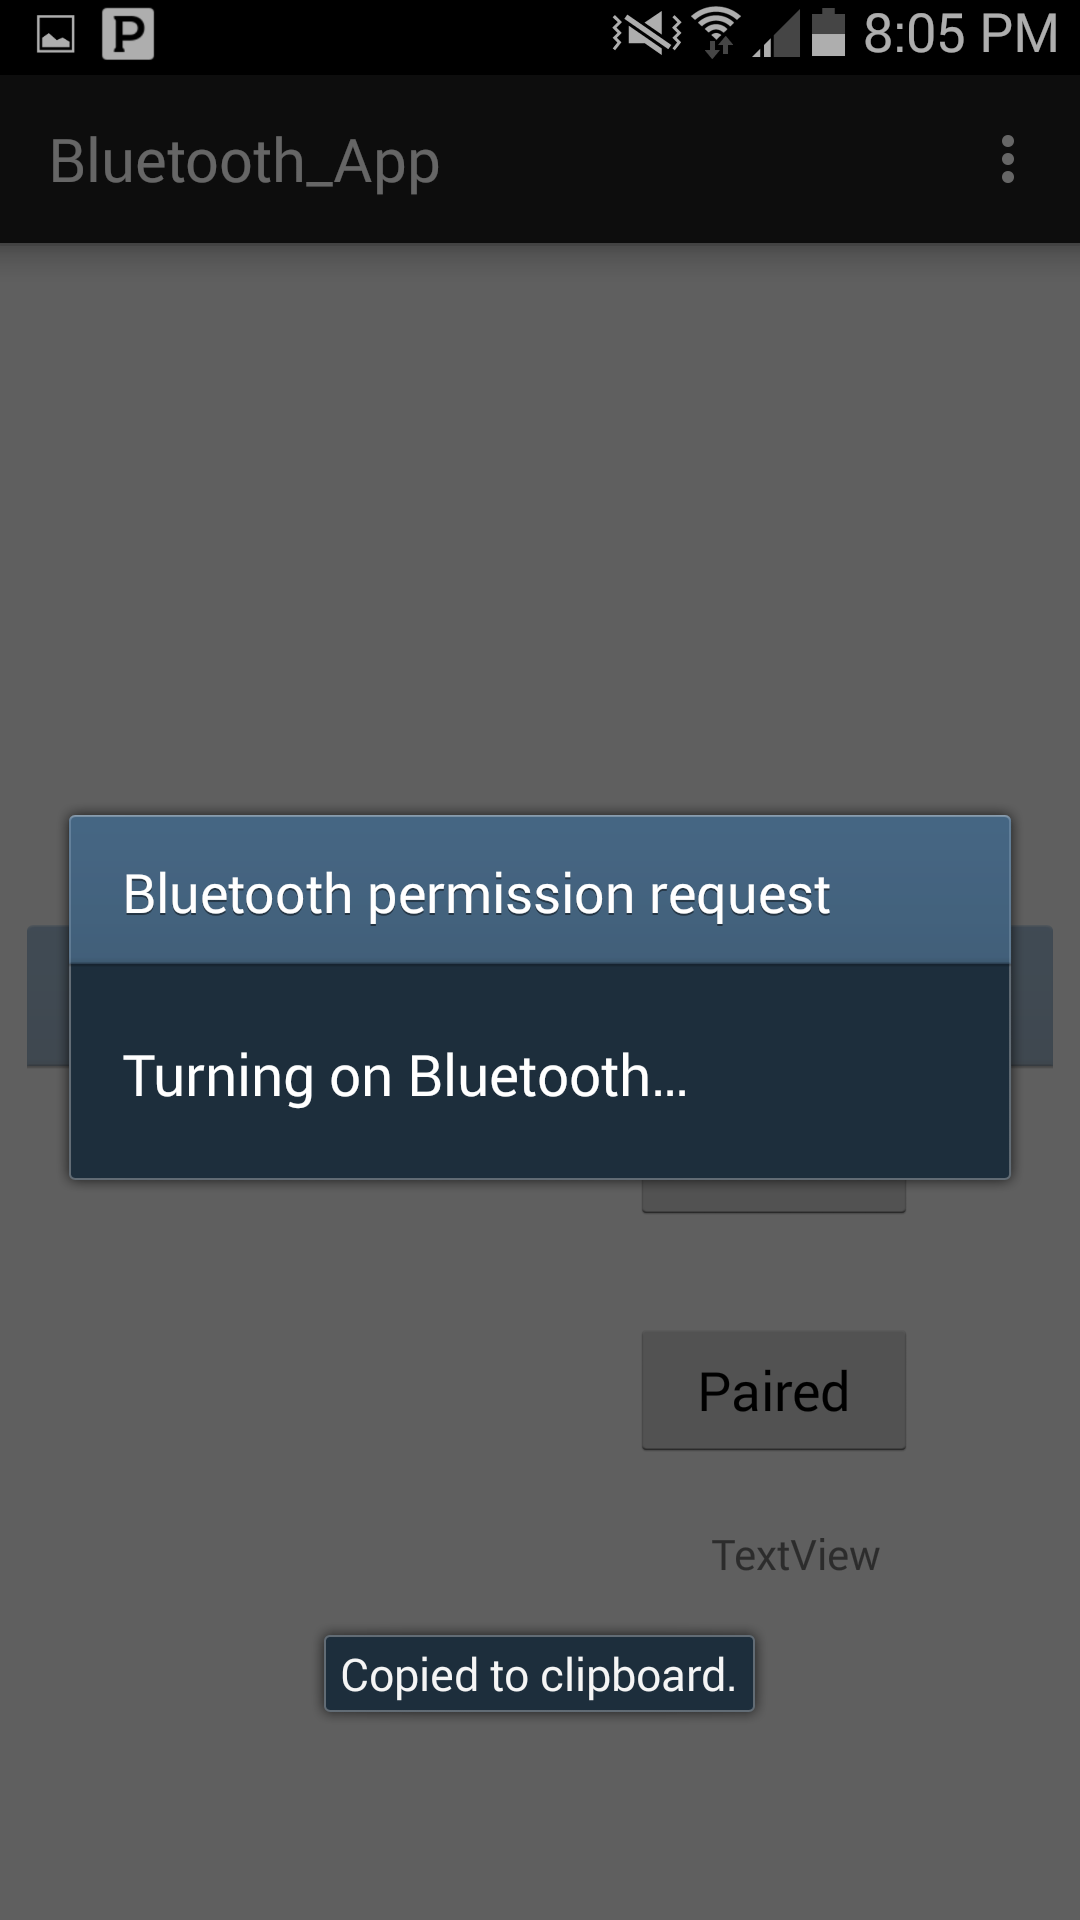 P
8:05 PM
Bluetooth_App
Bluetooth permission request
Turning on Bluetooth...
Paired
TextView
Copied to clipboard.